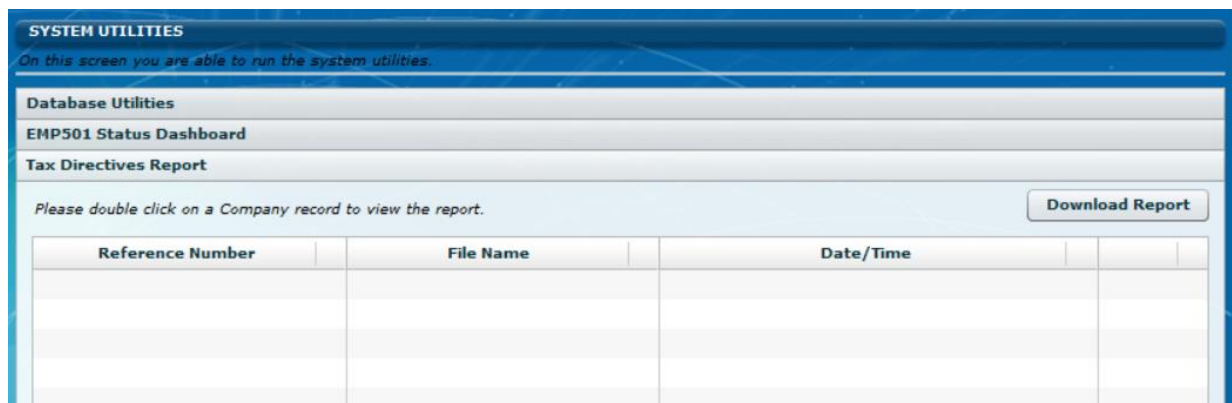 SYSTEM UTILITIES
On this screen you are able to run the system utilities.
Database Utilities
EMP501 Status Dashboard
Tax Directives Report
Please double click on a Company record to view the report.
Download Report
Reference Number File Name Date/Time